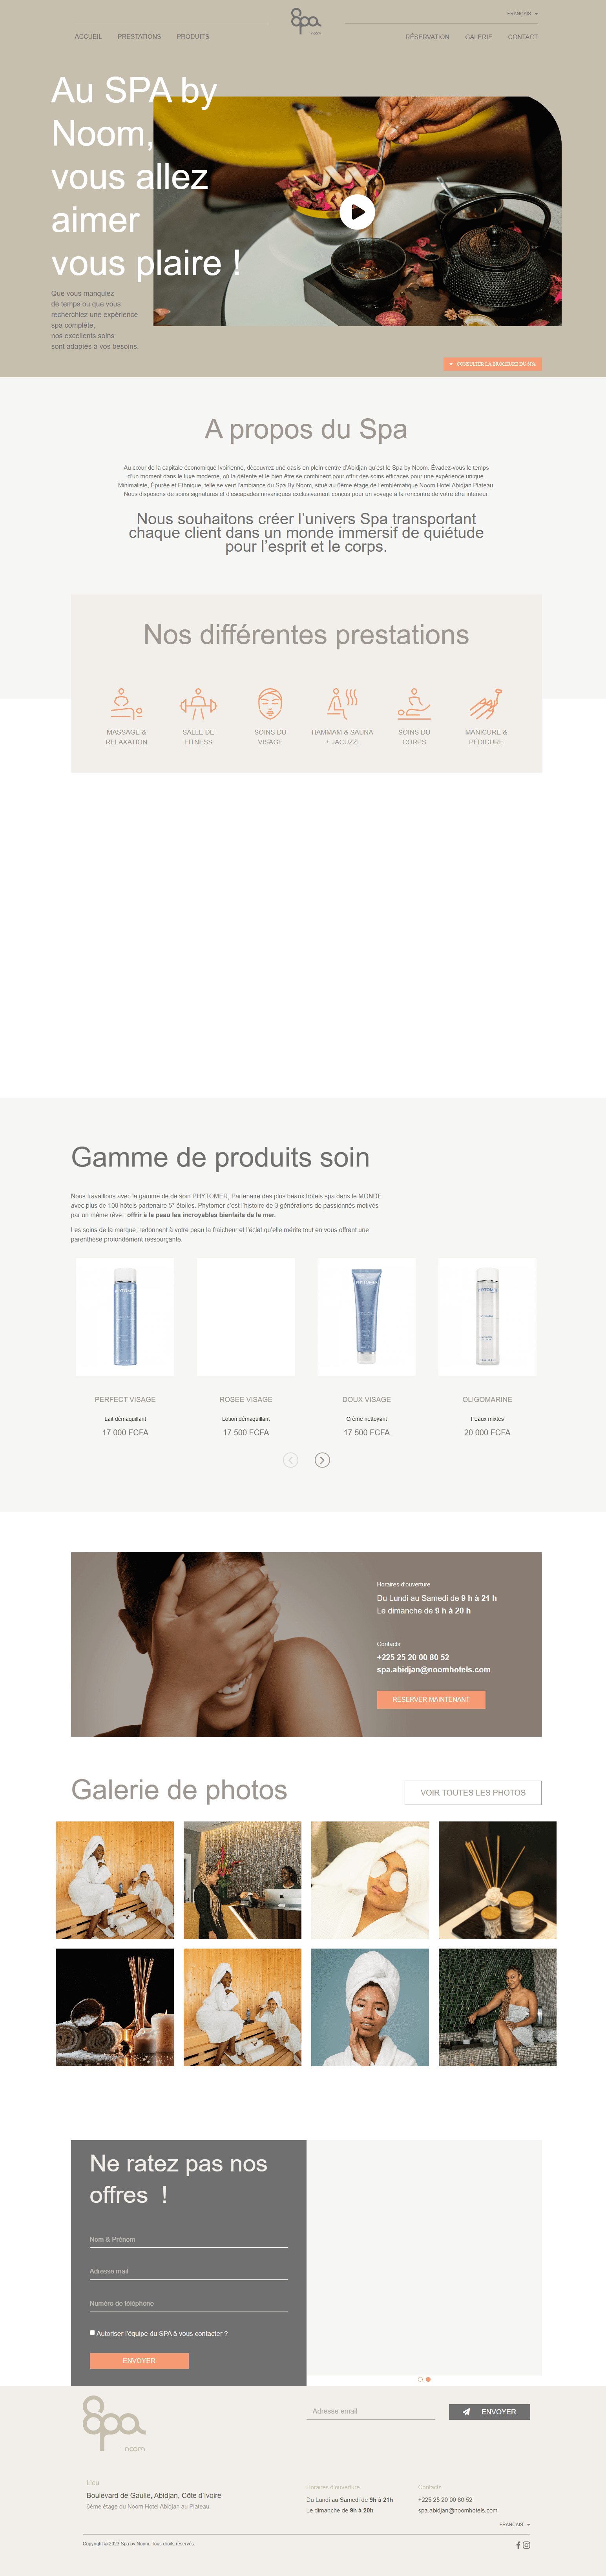 FRANÇAIS
ACCUEIL PRESTATIONS PRODUITS
Spa
noom
RÉSERVATION GALERIE CONTACT
Au SPA by
Noom,
vous allez
aimer
vous plaire !
Que vous manquiez
de temps ou que vous
recherchiez une expérience
spa complète,
nos excellents soins
sont adaptés à vos besoins.
CONSULTER LA BROCHURE DU SPA
A propos du Spa
Au cœur de la capitale économique Ivoirienne, découvrez une oasis en plein centre d'Abidjan qu'est le Spa by Noom. Évadez-vous le temps
d'un moment dans le luxe moderne, où la détente et le bien être se combinent pour offrir des soins efficaces pour une expérience unique.
Minimaliste, Épurée et Ethnique, telle se veut l'ambiance du Spa By Noom, situé au 6ème étage de l'emblématique Noom Hotel Abidjan Plateau.
Nous disposons de soins signatures et d'escapades nirvaniques exclusivement conçus pour un voyage à la rencontre de votre être intérieur.
Nous souhaitons créer l'univers Spa transportant
chaque client dans un monde immersif de quiétude
pour l'esprit et le corps.
Nos différentes prestations
MASSAGE &
RELAXATION
SALLE DE
FITNESS
SOINS DU
VISAGE
HAMMAM & SAUNA
+ JACUZZI
SOINS DU
CORPS
MANICURE &
PÉDICURE
Gamme de produits soin
Nous travaillons avec la gamme de de soin PHYTOMER, Partenaire des plus beaux hôtels spa dans le MONDE
avec plus de 100 hôtels partenaire 5* étoiles. Phytomer c'est l'histoire de 3 générations de passionnés motivés
par un même rêve : offrir à la peau les incroyables bienfaits de la mer.
Les soins de la marque, redonnent à votre peau la fraîcheur et l'éclat qu'elle mérite tout en vous offrant une
parenthèse profondément ressourçante.
PHYTOMER
PHYTOMER
PHYTOMER
PERFECT VISAGE
Lait démaquillant
17 000 FCFA
ROSEE VISAGE
Lotion démaquillant
17 500 FCFA
DOUX VISAGE
Crème nettoyant
17 500 FCFA
OLIGOMARINE
Peaux mixtes
20 000 FCFA
Horaires d'ouverture
Du Lundi au Samedi de 9 h à 21 h
Le dimanche de 9 h à 20 h
Contacts
+225 25 20 00 80 52
spa.abidjan@noomhotels.com
RESERVER MAINTENANT
Galerie de photos
VOIR TOUTES LES PHOTOS
Ne ratez pas nos
offres !
Nom & Prénom
Adresse mail
Numéro de téléphone
Autoriser l'équipe du SPA à vous contacter ?
ENVOYER
Spa
noom
Adresse email
ENVOYER
Lieu
Boulevard de Gaulle, Abidjan, Côte d'Ivoire
6ème étage du Noom Hotel Abidjan au Plateau.
Horaires d'ouverture
Du Lundi au Samedi de 9h à 21h
Le dimanche de 9h à 20h
Contacts
+225 25 20 00 80 52
spa.abidjan@noomhotels.com
FRANÇAIS
Copyright © 2023 Spa by Noom. Tous droits réservés.